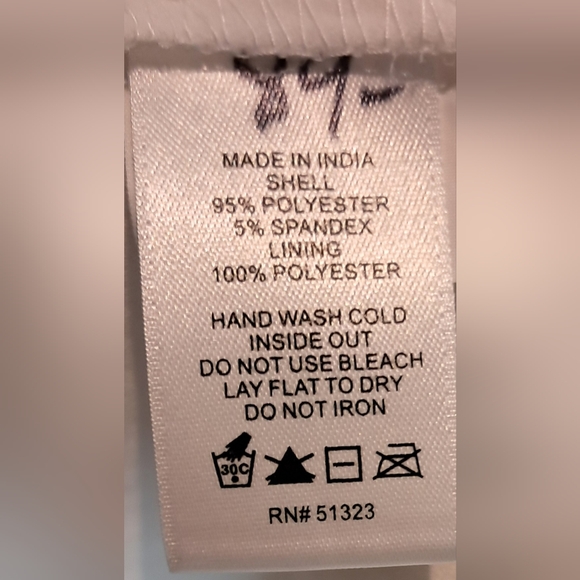 84-
MADE IN INDIA
SHELL
95% POLYESTER
5% SPANDEX
LINING
100% POLYESTER
HAND WASH COLD
INSIDE OUT
DO NOT USE BLEACH
LAY FLAT TO DRY
DO NOT IRON
30C
RN# 51323